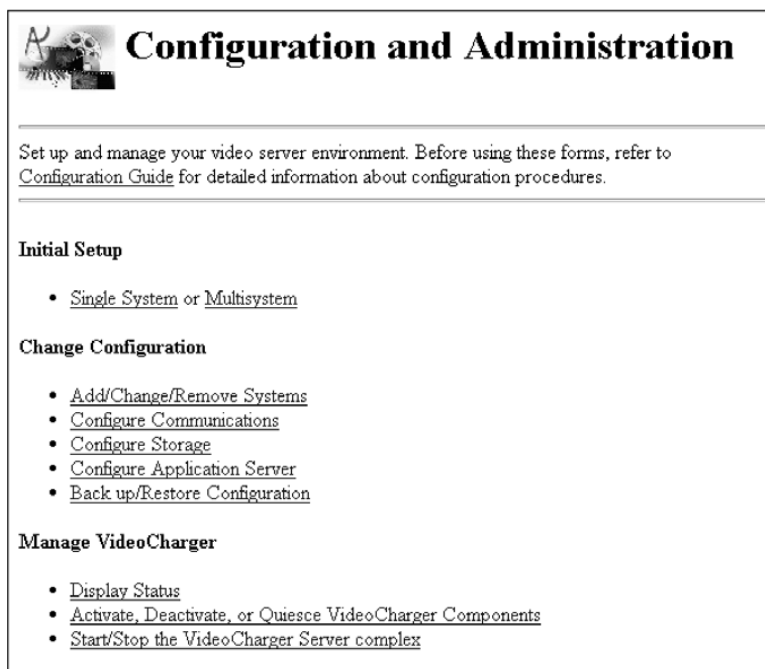 Configuration and Administration
Set up and manage your video server environment. Before using these forms, refer to
Configuration Guide for detailed information about configuration procedures.
Initial Setup
• Single System or Multisystem
Change Configuration
• Add/Change/Remove Systems
• Configure Communications
• Configure Storage
• Configure Application Server
• Back up/Restore Configuration
Manage VideoCharger
• Display Status
• Activate, Deactivate, or Quiesce VideoCharger Components
• Start/Stop the VideoCharger Server complex